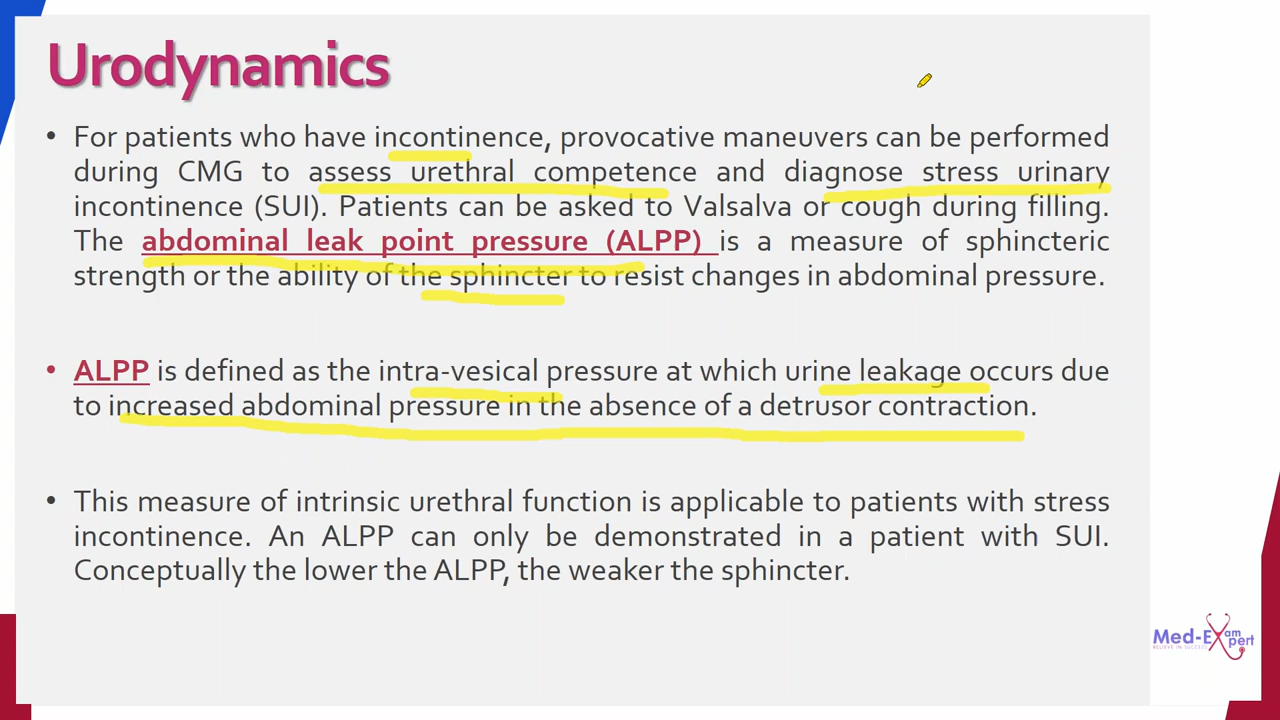 Urodynamics
• For patients who have incontinence, provocative maneuvers can be performed
during CMG to assess urethral competence and diagnose stress urinary
incontinence (SUI). Patients can be asked to Valsalva or cough during filling.
The abdominal leak point pressure (ALPP) is a measure of sphincteric
strength or the ability of the sphincter to resist changes in abdominal pressure.
• ALPP is defined as the intra-vesical pressure at which urine leakage occurs due
to increased abdominal pressure in the absence of a detrusor contraction.
• This measure of intrinsic urethral function is applicable to patients with stress
incontinence. An ALPP can only be demonstrated in a patient with SUI.
Conceptually the lower the ALPP, the weaker the sphincter.
Med-Exam
Expert
BELIEVE IN SUCCESS